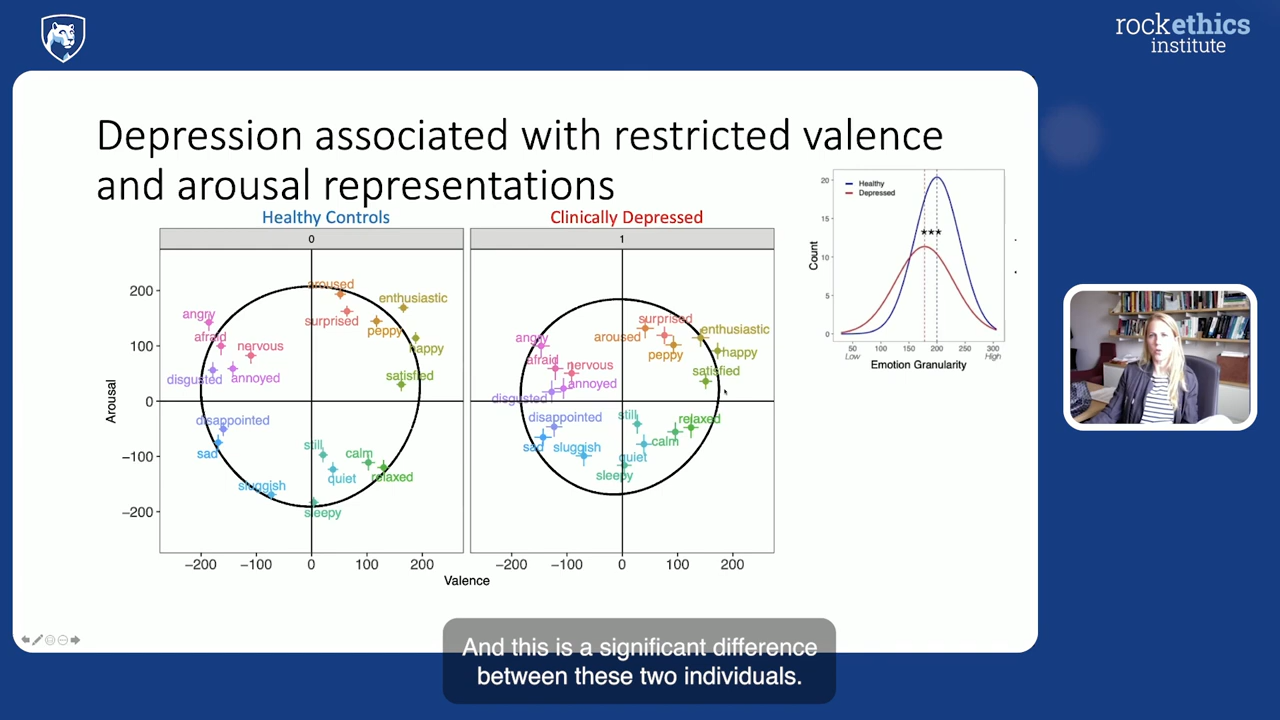 rockethics
institute
Depression associated with restricted valence
and arousal representations
Healthy Controls
Clinically Depressed
0
1
Arousal
200
100
0
−100
−200
aroused
enthusiastic
angry
surprised
peppy
afraid
nervous
happy
disgusted
annoyed
satisfied
disappointed
sad
still
calm
sluggish
quiet
relaxed
sleepy
−200 −100 0 100 200
surprised
enthusiastic
angry
aroused
peppy
happy
afraid
nervous
satisfied
annoyed
disgusted
disappointed
still
relaxed
sad
sluggish
calm
quiet
sleepy
−200 −100 0 100 200
Valence
Healthy
Depressed
Count
20
15
10
5
0
★★★
50 100 150 200 250 300
Low High
Emotion Granularity
And this is a significant difference
between these two individuals.